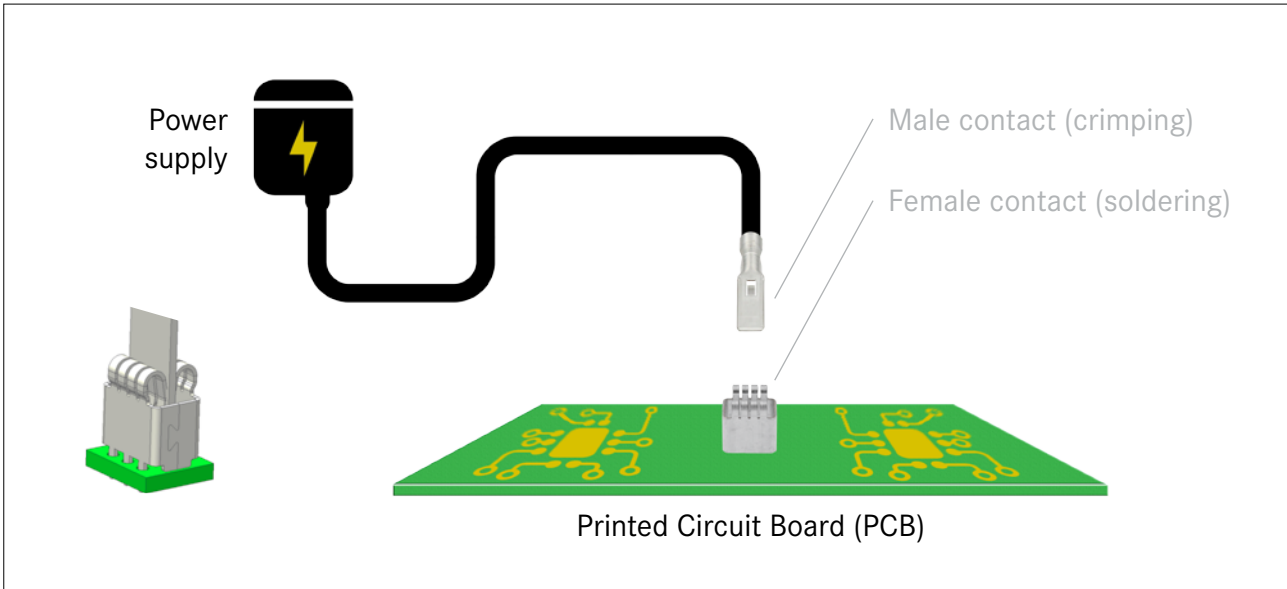 Power
supply
Male contact (crimping)
Female contact (soldering)
Printed Circuit Board (PCB)